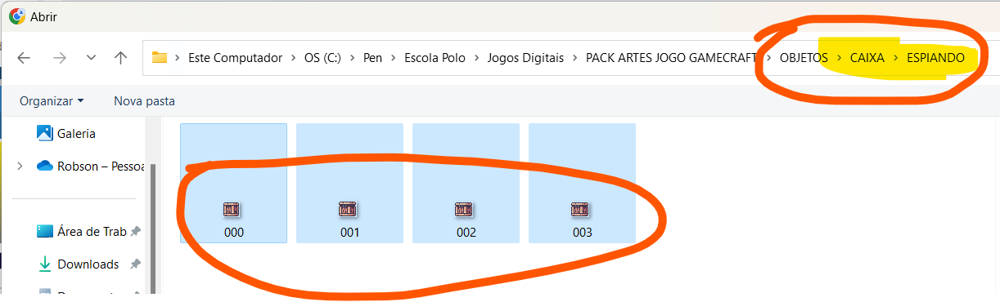 Abrir
Este Computador > OS (C:) > Pen > Escola Polo > Jogos Digitais > PACK ARTES JOGO GAMECRAFT > OBJETOS > CAIXA > ESPIANDO
Organizar Nova pasta
Galeria
Robson – Pessoa
000 001 002 003
Área de Trab
Downloads